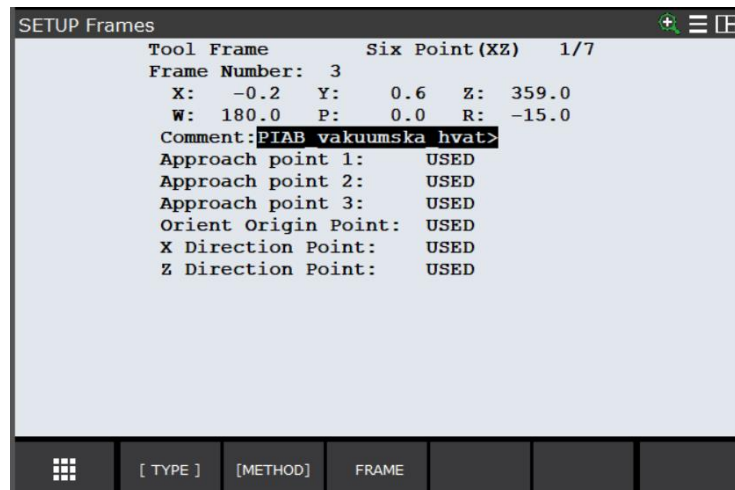 SETUP Frames
Tool Frame Six Point(XZ) 1/7
Frame Number: 3
X: -0.2 Y: 0.6 Z: 359.0
W: 180.0 P: 0.0 R: -15.0
Comment:PIAB vakuumska hvat>
Approach point 1: USED
Approach point 2: USED
Approach point 3: USED
Orient Origin Point: USED
X Direction Point: USED
Z Direction Point: USED
[ TYPE ] [METHOD] FRAME